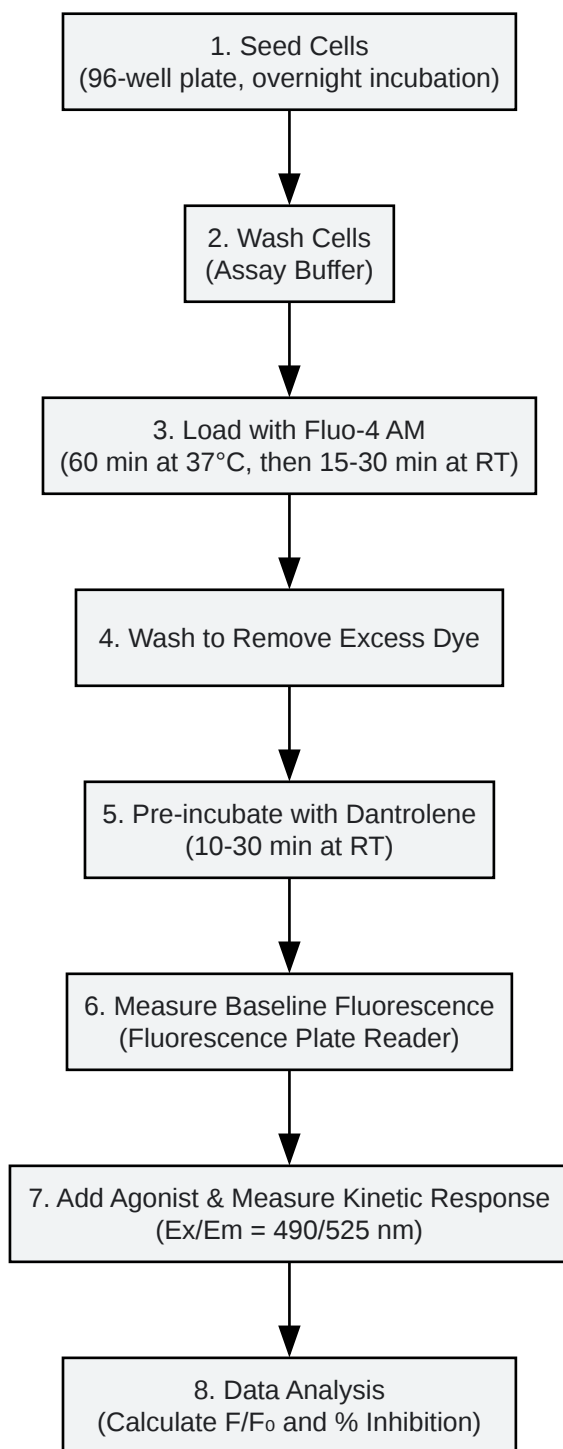 1. Seed Cells
(96-well plate, overnight incubation)
2. Wash Cells
(Assay Buffer)
3. Load with Fluo-4 AM
(60 min at 37°C, then 15-30 min at RT)
4. Wash to Remove Excess Dye
5. Pre-incubate with Dantrolene
(10-30 min at RT)
6. Measure Baseline Fluorescence
(Fluorescence Plate Reader)
7. Add Agonist & Measure Kinetic Response
(Ex/Em = 490/525 nm)
8. Data Analysis
(Calculate F/F₀ and % Inhibition)